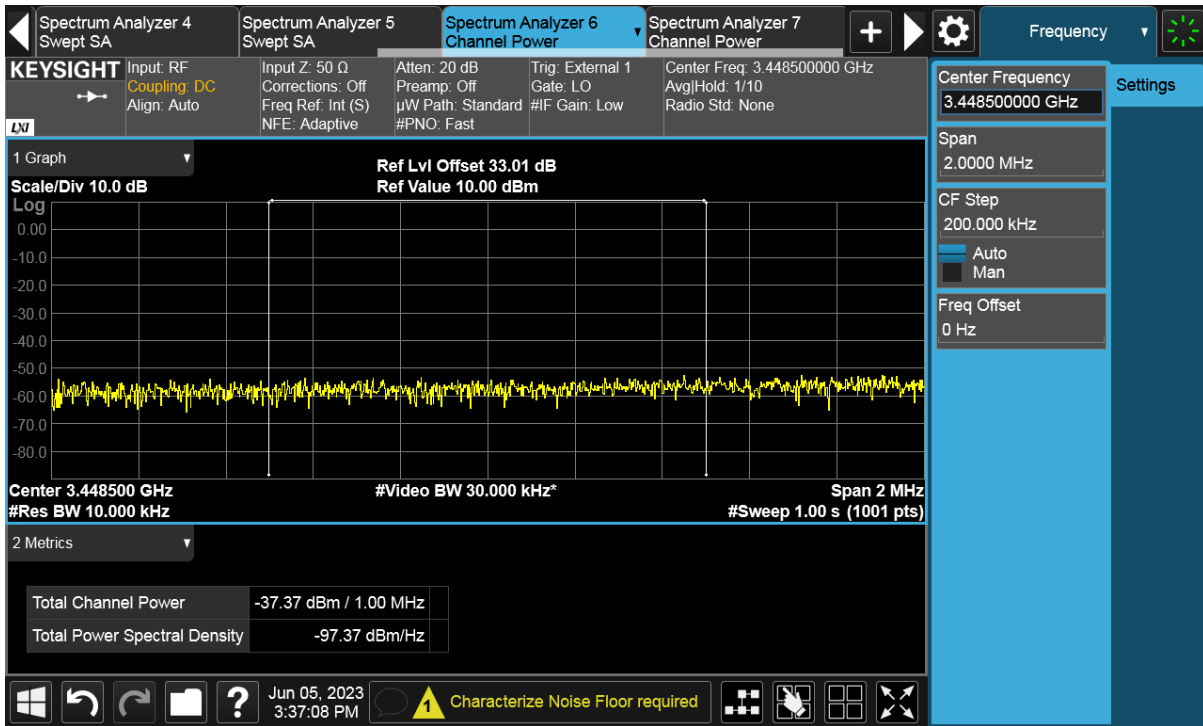 Spectrum Analyzer 4
Swept SA
Spectrum Analyzer 5
Swept SA
Spectrum Analyzer 6
Channel Power
Spectrum Analyzer 7
Channel Power
+
Frequency
KEYSIGHT
LXI
Input: RF
Coupling: DC
Align: Auto
Input Z: 50 Ω
Corrections: Off
Freq Ref: Int (S)
NFE: Adaptive
Atten: 20 dB
Preamp: Off
µW Path: Standard
#PNO: Fast
Trig: External 1
Gate: LO
#IF Gain: Low
Center Freq: 3.448500000 GHz
Avg|Hold: 1/10
Radio Std: None
Center Frequency
3.448500000 GHz
Settings
Span
2.0000 MHz
CF Step
200.000 kHz
Auto
Man
Freq Offset
0 Hz
1 Graph
Scale/Div 10.0 dB
Ref Lvl Offset 33.01 dB
Ref Value 10.00 dBm
Log
0.00
-10.0
-20.0
-30.0
-40.0
-50.0
-60.0
-70.0
-80.0
Center 3.448500 GHz
#Video BW 30.000 kHz*
Span 2 MHz
#Res BW 10.000 kHz
#Sweep 1.00 s (1001 pts)
2 Metrics
Total Channel Power -37.37 dBm / 1.00 MHz
Total Power Spectral Density -97.37 dBm/Hz
?
Jun 05, 2023
3:37:08 PM
1
Characterize Noise Floor required